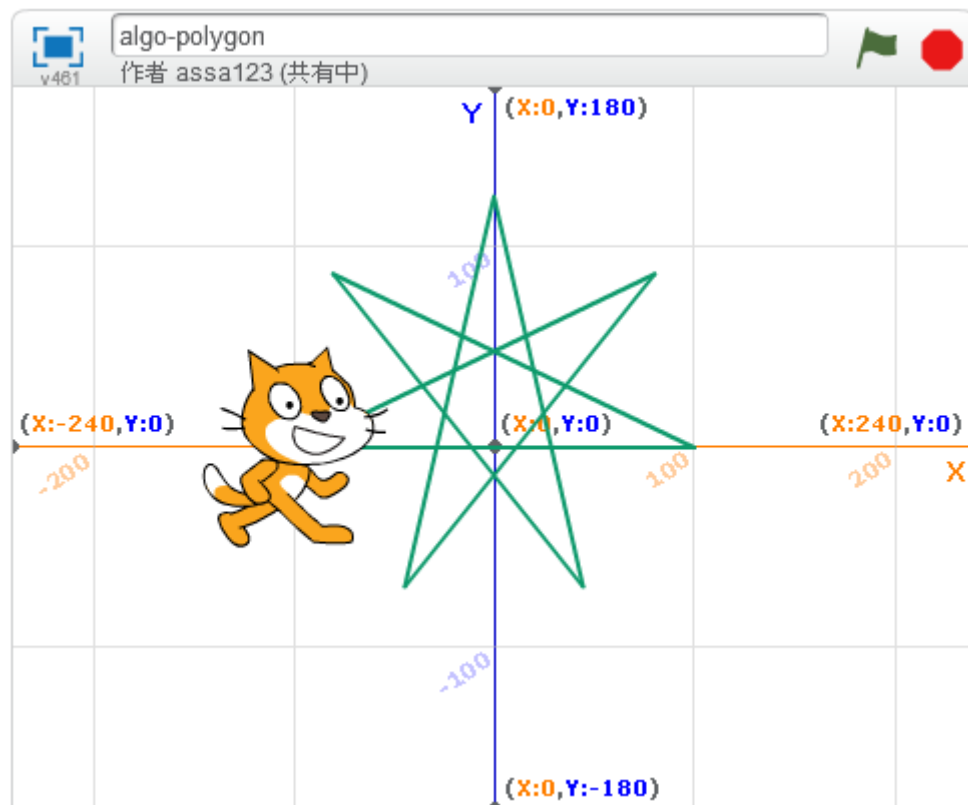 algo-polygon
v461
作者 assa123 (共有中)
Y
(X:0,Y:180)
100
(X:-240,Y:0)
(X:0,Y:0)
(X:240,Y:0)
-200
100
200
X
-100
(X:0,Y:-180)